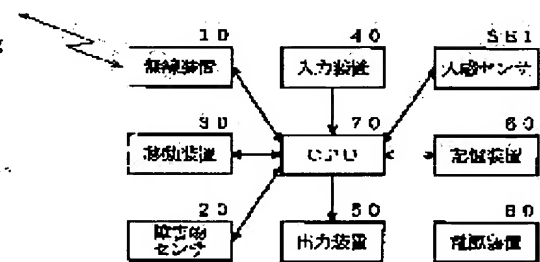 10 40 SE1
無線装置 入力装置 人感センサ
30 70 60
移動装置 CPU 記憶装置
20 50 80
障害物
センサ 出力装置 電源装置